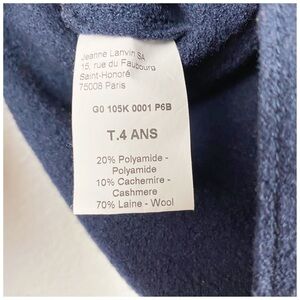 Jeanne Lanvin SA
15, rue du Faubourg
Saint-Honoré
75008 Paris
G0 105K 0001 P6B
T.4 ANS
20% Polyamide -
Polyamide
10% Cachemire -
Cashmere
70% Laine - Wool